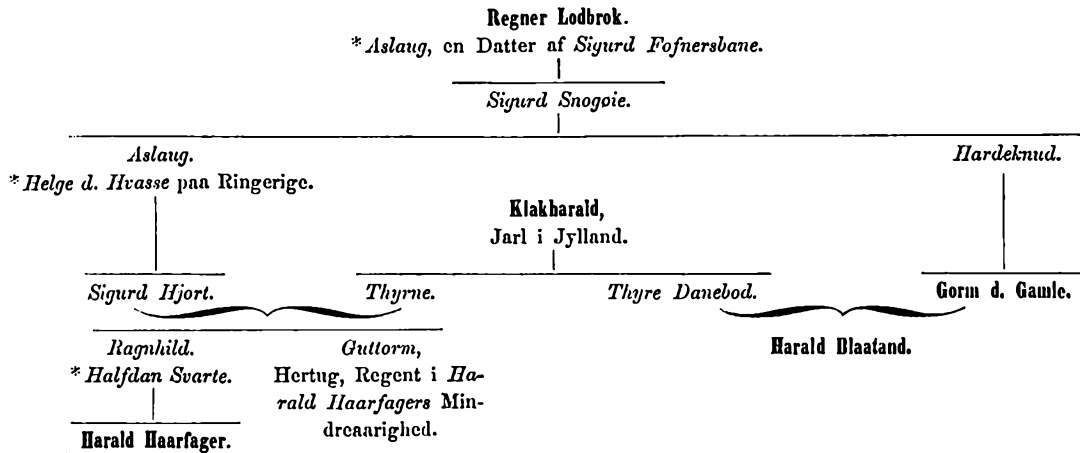 Regner Lodbrok.
* Aslaug, en Datter af Sigurd Fofnersbane.
Sigurd Snogøie.
Aslaug.
* Helge d. Hvasse paa Ringerige.
Hardeknud.
Klakharald,
Jarl i Jylland.
Sigurd Hjort.
Thyrne.
Thyre Danebod.
Gorm d. Gamle.
Ragnhild.
* Halfdan Svarte.
Guttorm,
Hertug, Regent i Ha-
rald Haarfagers Min-
dreaarighed.
Harald Blaatand.
Harald Haarfager.